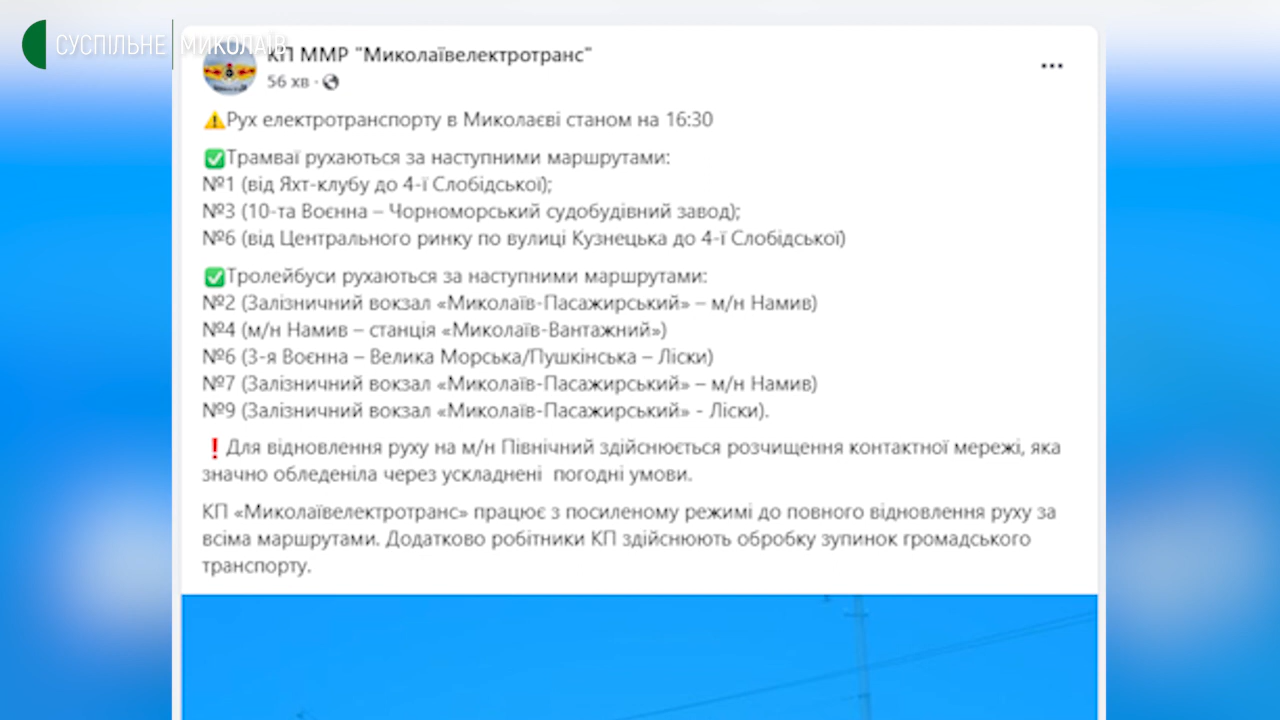 СУСПІЛЬНЕ МИКОЛАЇВ
КП ММР "Миколаївелектротранс"
56 хв ·
⚠️Рух електротранспорту в Миколаєві станом на 16:30
✅Трамваї рухаються за наступними маршрутами:
№1 (від Яхт-клубу до 4-ї Слобідської);
№3 (10-та Воєнна – Чорноморський судобудівний завод);
№6 (від Центрального ринку по вулиці Кузнецька до 4-ї Слобідської)
✅Тролейбуси рухаються за наступними маршрутами:
№2 (Залізничний вокзал «Миколаїв-Пасажирський» – м/н Намив)
№4 (м/н Намив – станція «Миколаїв-Вантажний»)
№6 (3-я Воєнна – Велика Морська/Пушкінська – Ліски)
№7 (Залізничний вокзал «Миколаїв-Пасажирський» – м/н Намив)
№9 (Залізничний вокзал «Миколаїв-Пасажирський» - Ліски).
❗Для відновлення руху на м/н Північний здійснюється розчищення контактної мережі, яка
значно обледеніла через ускладнені погодні умови.
КП «Миколаївелектротранс» працює з посиленому режимі до повного відновлення руху за
всіма маршрутами. Додатково робітники КП здійснюють обробку зупинок громадського
транспорту.